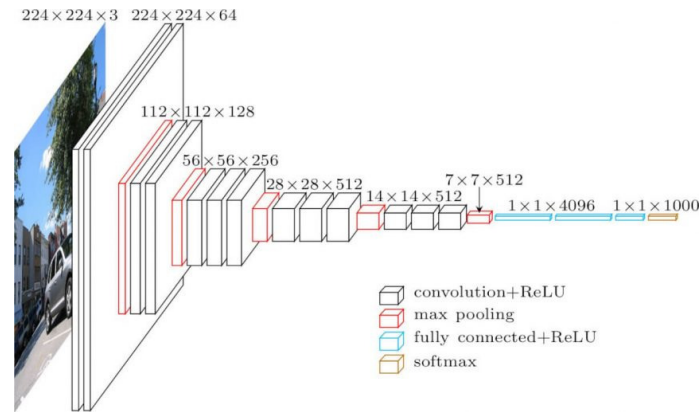 224×224×3
224×224×64
112×112×128
56×56×256
28×28×512
14×14×512
7×7×512
1×1×4096
1×1×1000
convolution+ReLU
max pooling
fully connected+ReLU
softmax